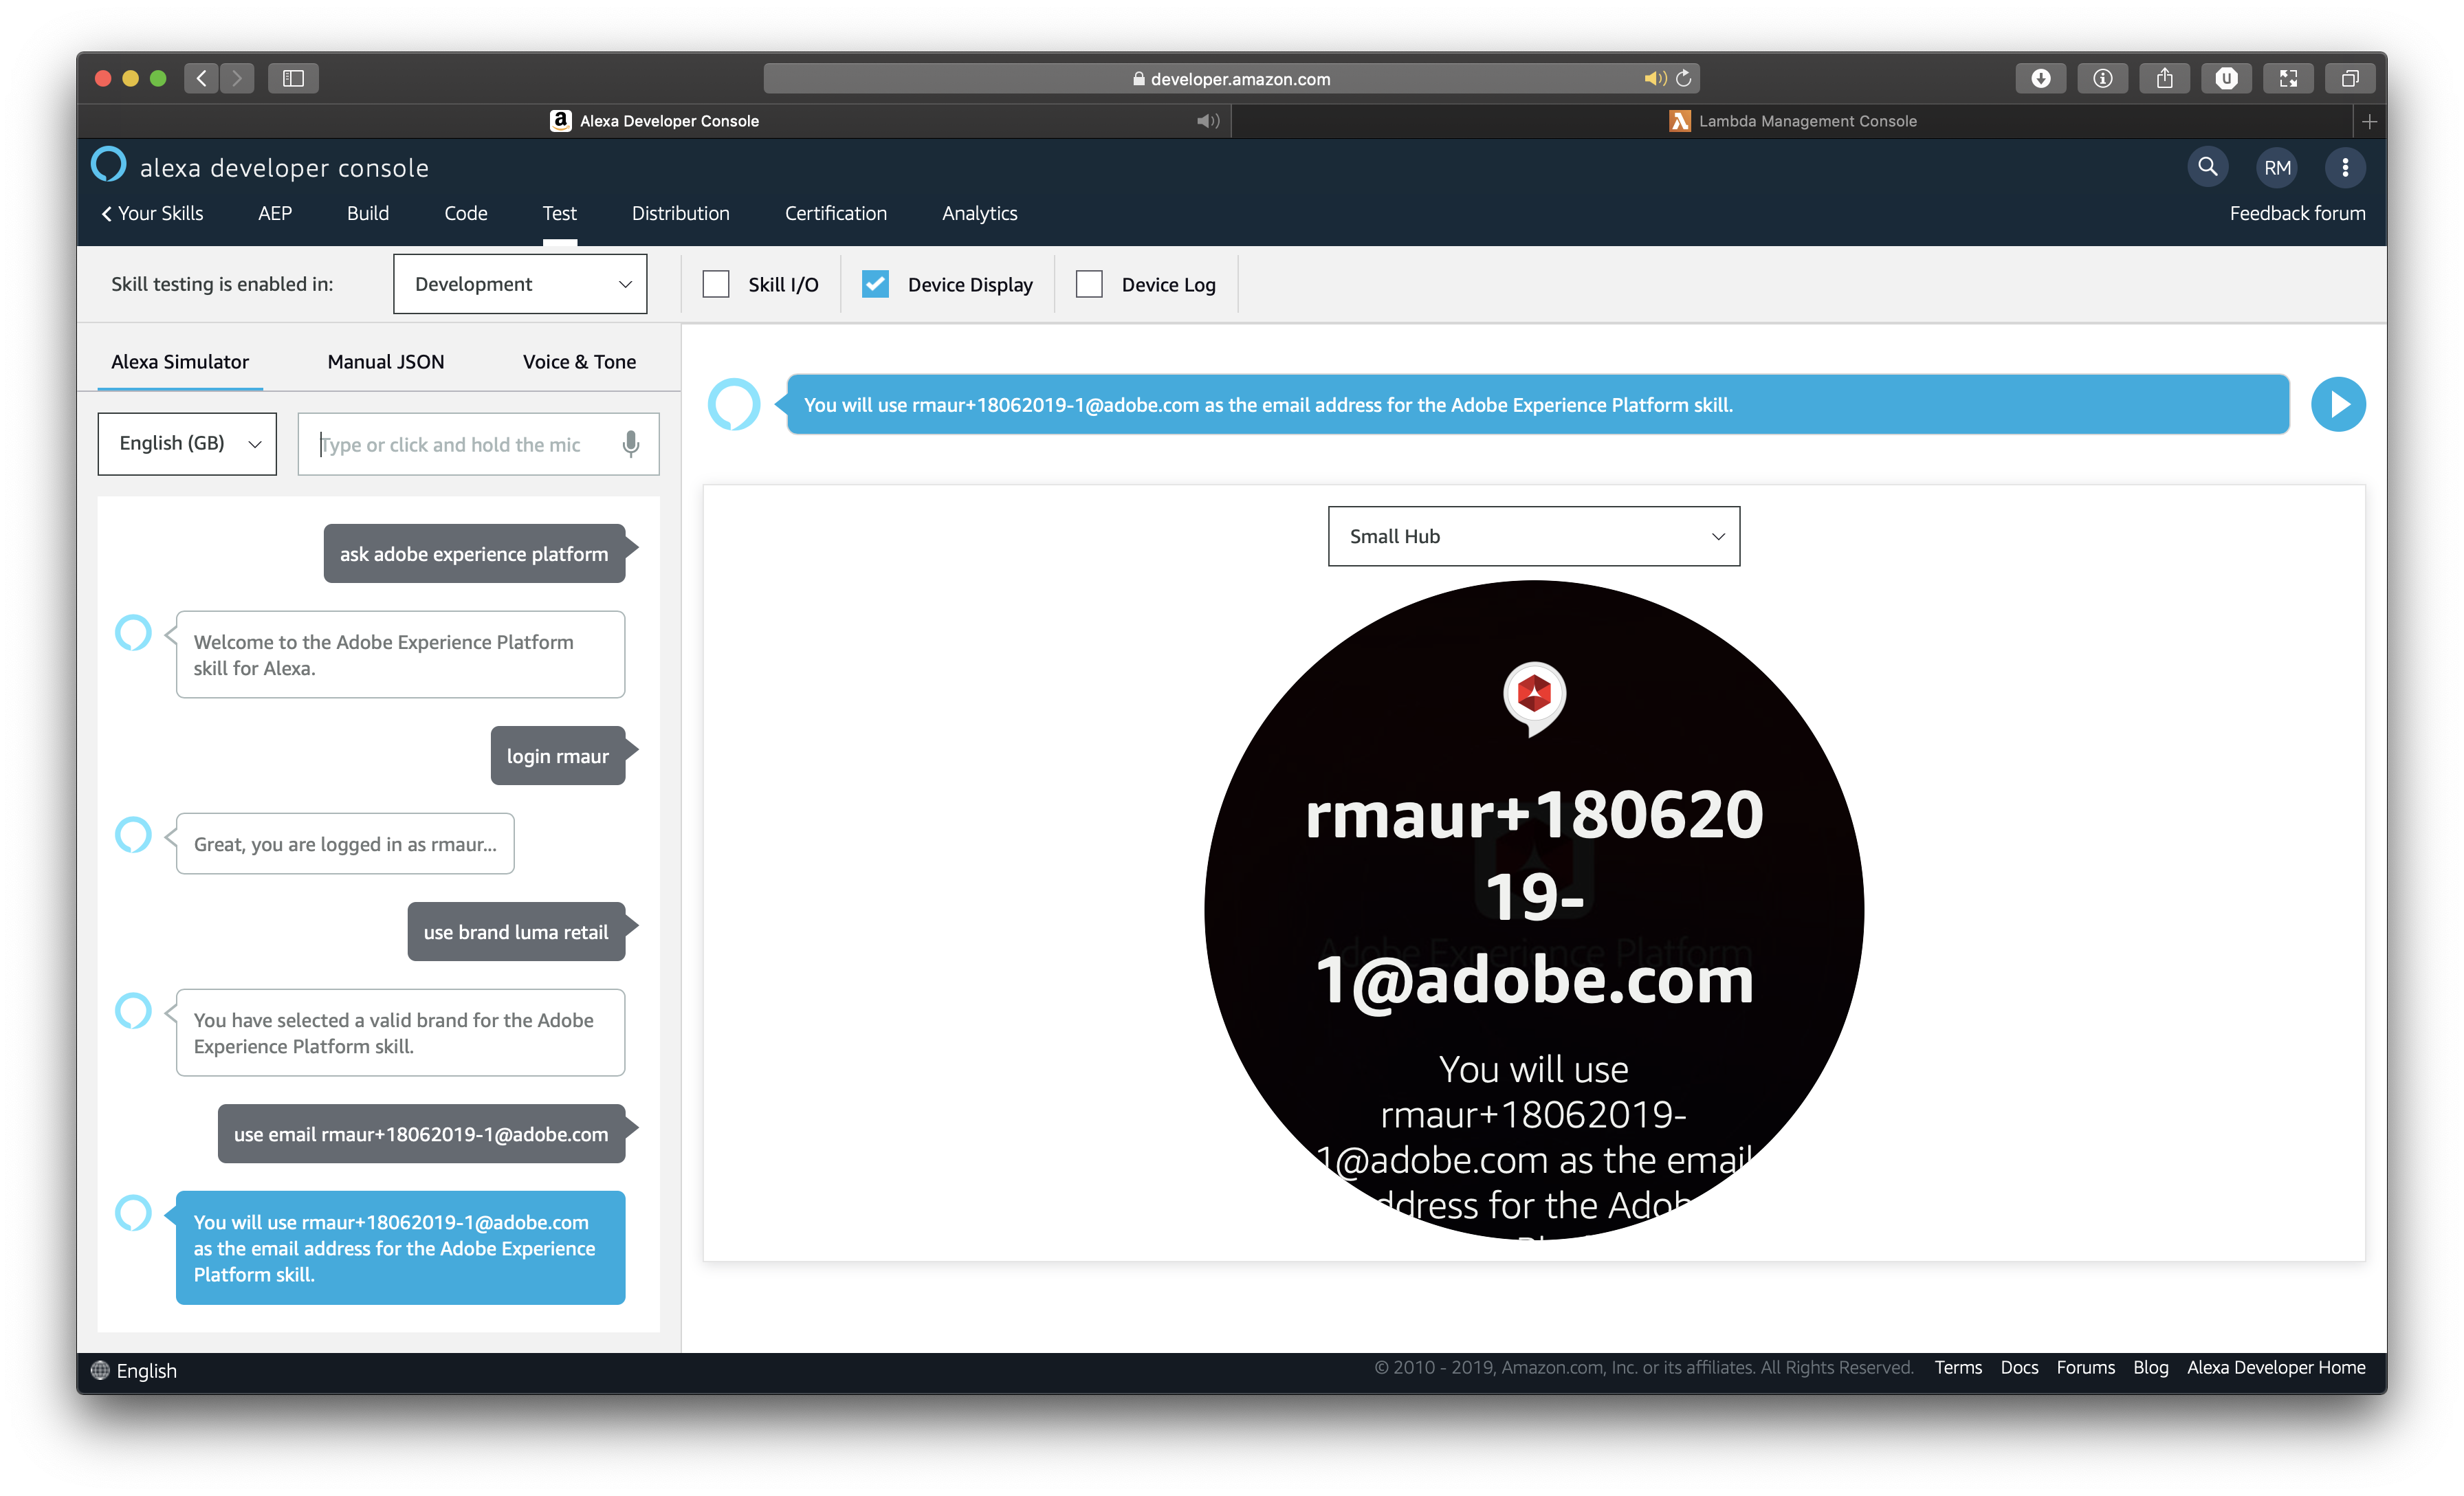 developer.amazon.com
Alexa Developer Console
Lambda Management Console
alexa developer console
RM
Your Skills
AEP
Build
Code
Test
Distribution
Certification
Analytics
Feedback forum
Skill testing is enabled in:
Development
Skill I/O
Device Display
Device Log
Alexa Simulator
Manual JSON
Voice & Tone
English (GB)
Type or click and hold the mic
ask adobe experience platform
Welcome to the Adobe Experience Platform
skill for Alexa.
login rmaur
Great, you are logged in as rmaur...
use brand luma retail
You have selected a valid brand for the Adobe
Experience Platform skill.
use email rmaur+18062019-1@adobe.com
You will use rmaur+18062019-1@adobe.com
as the email address for the Adobe Experience
Platform skill.
You will use rmaur+18062019-1@adobe.com as the email address for the Adobe Experience Platform skill.
Small Hub
rmaur+180620
19-
1@adobe.com
Adobe Experience Platform
You will use
rmaur+18062019-
1@adobe.com as the email
ddress for the Adob
English
© 2010 - 2019, Amazon.com, Inc. or its affiliates. All Rights Reserved.
Terms
Docs
Forums
Blog
Alexa Developer Home